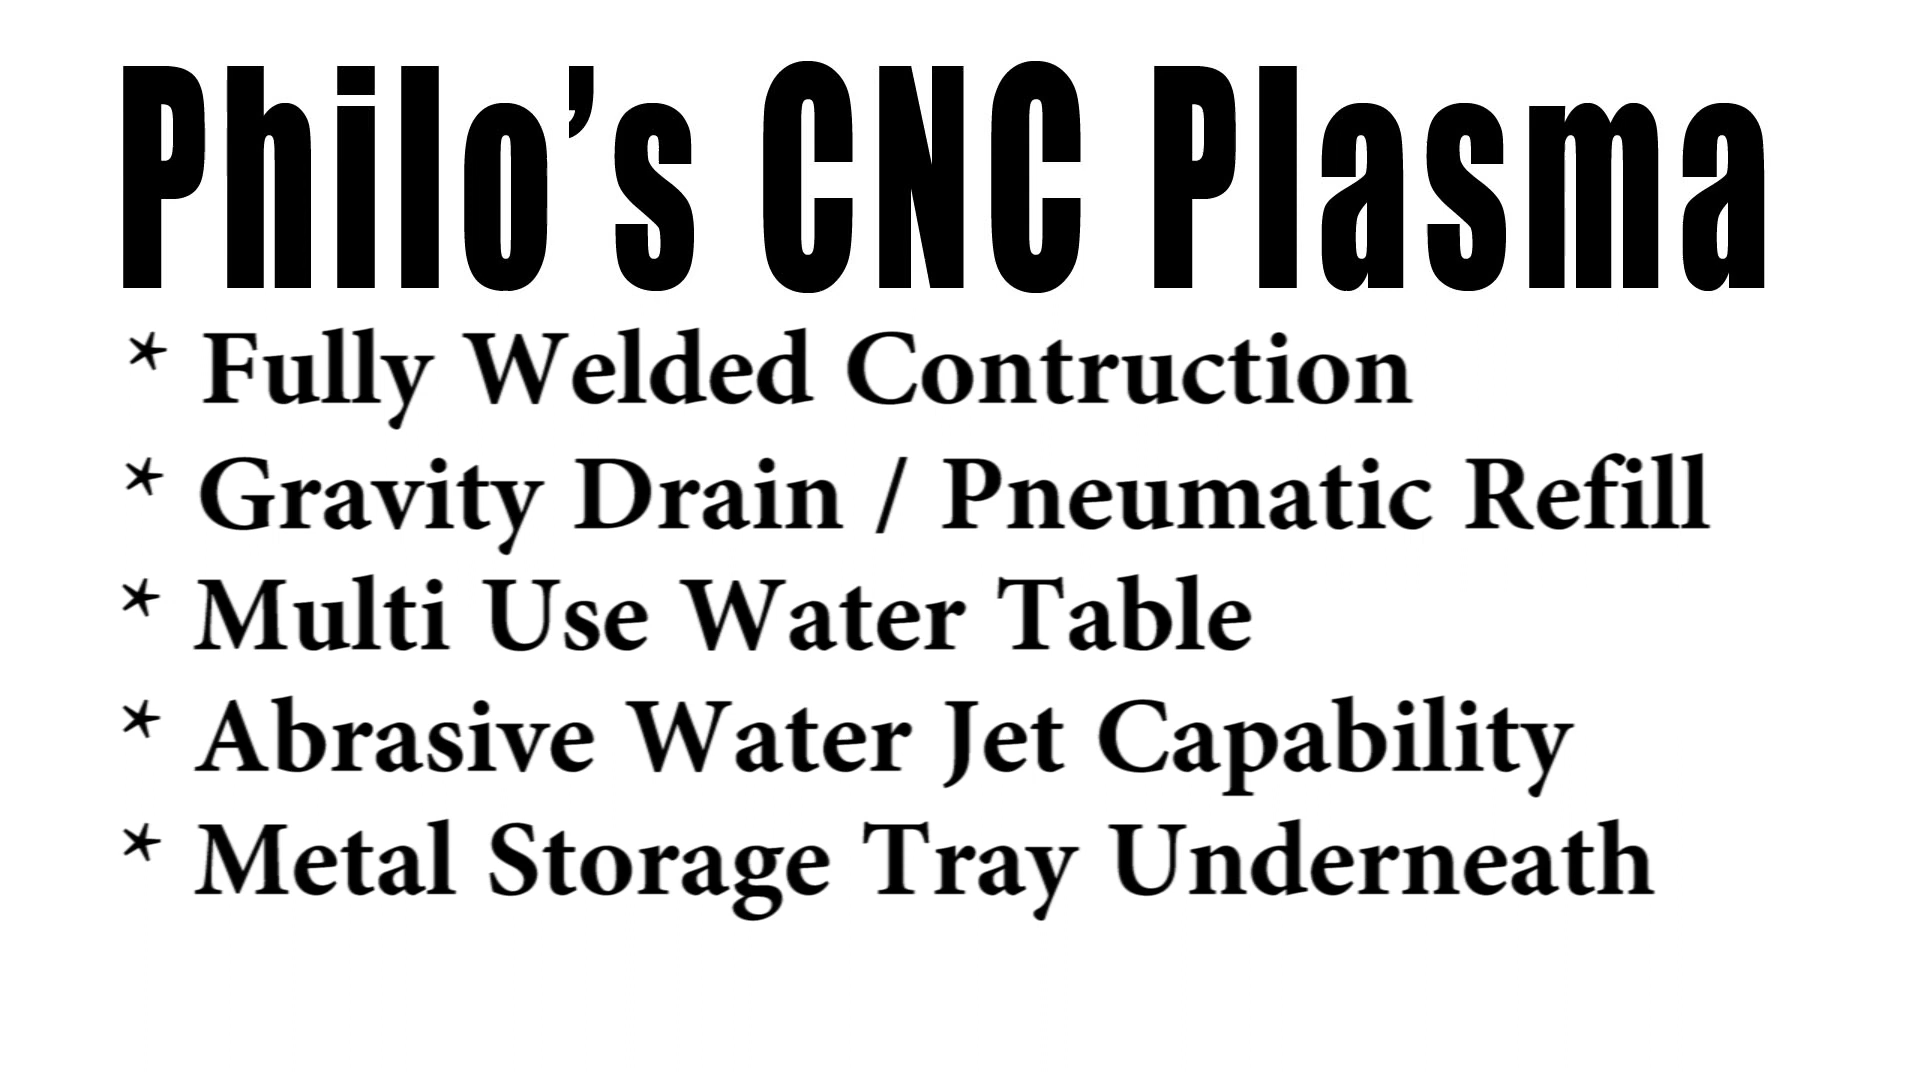 Philo’s CNC Plasma
* Fully Welded Contruction
* Gravity Drain / Pneumatic Refill
* Multi Use Water Table
* Abrasive Water Jet Capability
* Metal Storage Tray Underneath